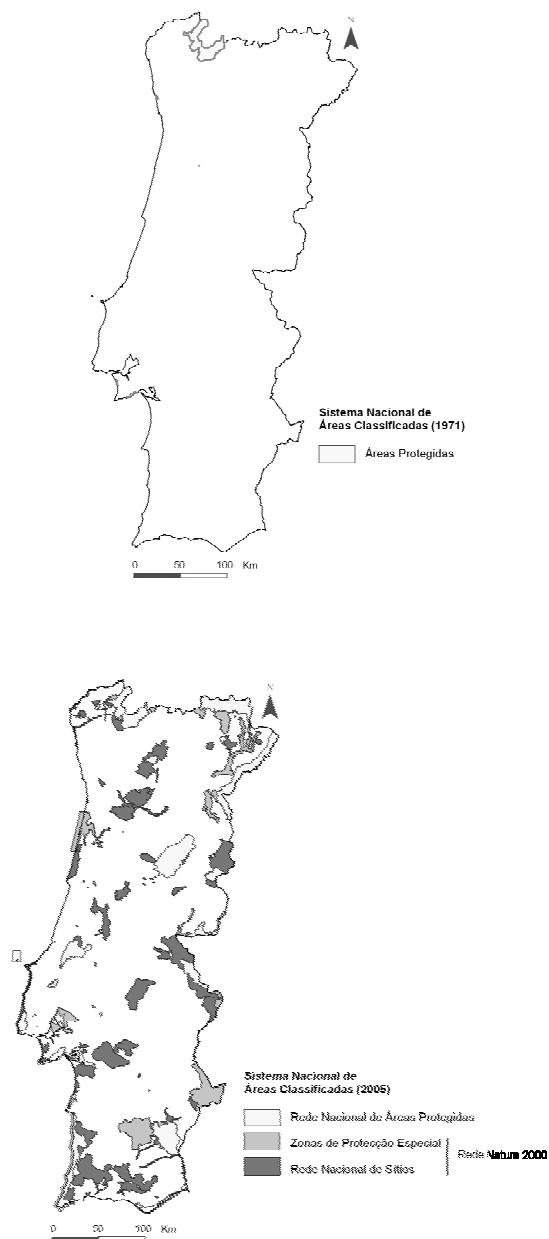 N
Sistema Nacional de
Áreas Classificadas (1971)
Áreas Protegidas
0 50 100 Km
N
Sistema Nacional de
Áreas Classificadas (2005)
Rede Nacional de Áreas Protegidas
Zonas de Protecção Especial
Rede Natura 2000
Rede Nacional de Sítios
0 50 100 Km